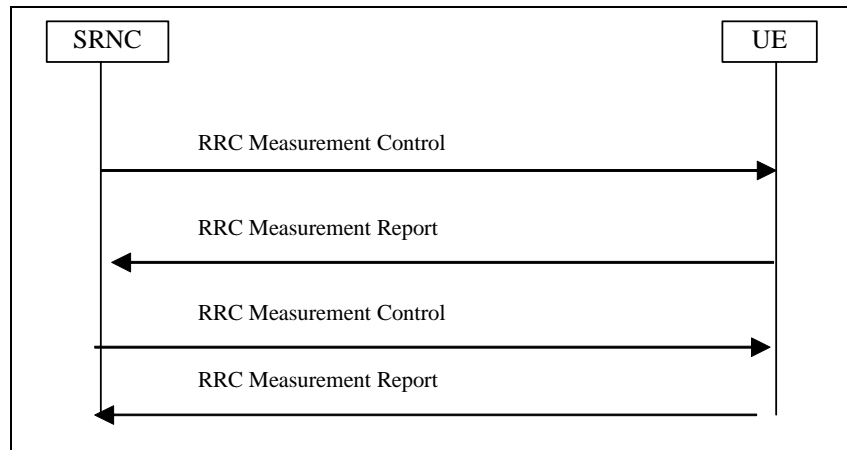 SRNC
UE
RRC Measurement Control
RRC Measurement Report
RRC Measurement Control
RRC Measurement Report